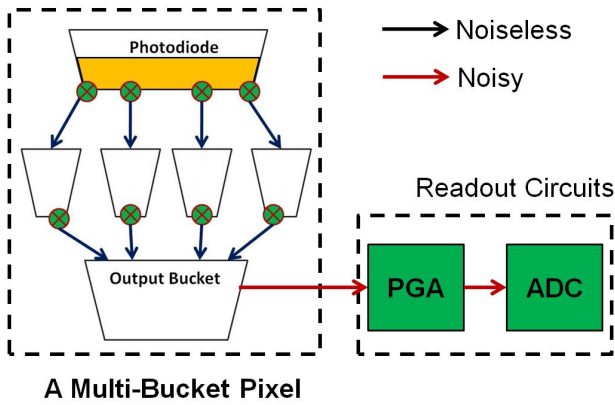 Photodiode
Noiseless
Noisy
Readout Circuits
Output Bucket
PGA
ADC
A Multi-Bucket Pixel